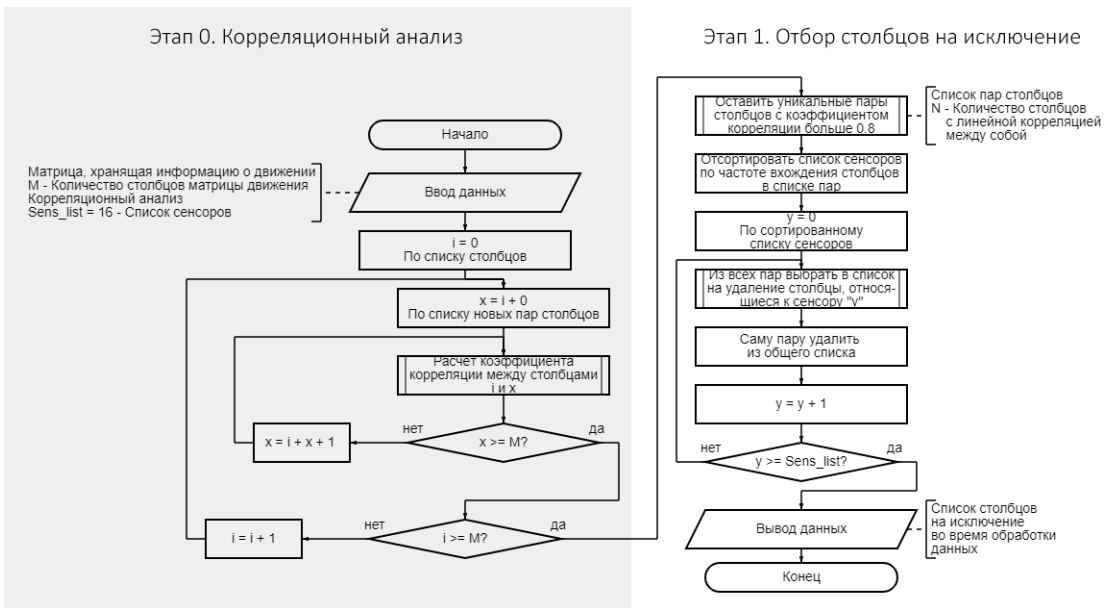 Этап 0. Корреляционный анализ
Начало
Матрица, хранящая информацию о движении
М - Количество столбцов матрицы движения
Корреляционный анализ
Sens_list = 16 - Список сенсоров
Ввод данных
i = 0
По списку столбцов
x = i + 0
По списку новых пар столбцов
Расчет коэффициента
корреляции между столбцами
i и x
нет
да
x = i + x + 1
x >= M?
нет
да
i = i + 1
i >= M?
Этап 1. Отбор столбцов на исключение
Оставить уникальные пары
столбцов с коэффициентом
корреляции больше 0.8
Список пар столбцов
N - Количество столбцов
с линейной корреляцией
между собой
Отсортировать список сенсоров
по частоте вхождения столбцов
в списке пар
y = 0
По сортированному
списку сенсоров
Из всех пар выбрать в список
на удаление столбцы, относя-
щиеся к сенсору "y"
Саму пару удалить
из общего списка
y = y + 1
нет
да
y >= Sens_list?
Вывод данных
Список столбцов
на исключение
во время обработки
данных
Конец